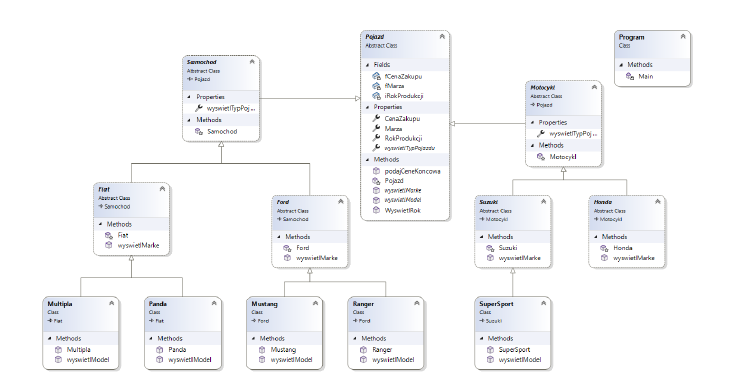 Pojazd
Abstract Class
Fields
fCenaZakupu
fMarza
iRokProdukcji
Properties
CenaZakupu
Marza
RokProdukcji
wyswietlTypPojazdu
Methods
podajCeneKoncowa
Pojazd
wyswietlMarke
wyswietlModel
WyswietlRok
Program
Class
Methods
Main
Samochod
Abstract Class
Pojazd
Properties
wyswietlTypPoj...
Methods
Samochod
Motocykl
Abstract Class
Pojazd
Properties
wyswietlTypPoj...
Methods
Motocykl
Fiat
Abstract Class
Samochod
Methods
Fiat
wyswietlMarke
Ford
Abstract Class
Samochod
Methods
Ford
wyswietlMarke
Suzuki
Abstract Class
Motocykl
Methods
Suzuki
wyswietlMarke
Honda
Abstract Class
Motocykl
Methods
Honda
wyswietlMarke
Multipla
Class
Fiat
Methods
Multipla
wyswietlModel
Panda
Class
Fiat
Methods
Panda
wyswietlModel
Mustang
Class
Ford
Methods
Mustang
wyswietlModel
Ranger
Class
Ford
Methods
Ranger
wyswietlModel
SuperSport
Class
Suzuki
Methods
SuperSport
wyswietlModel